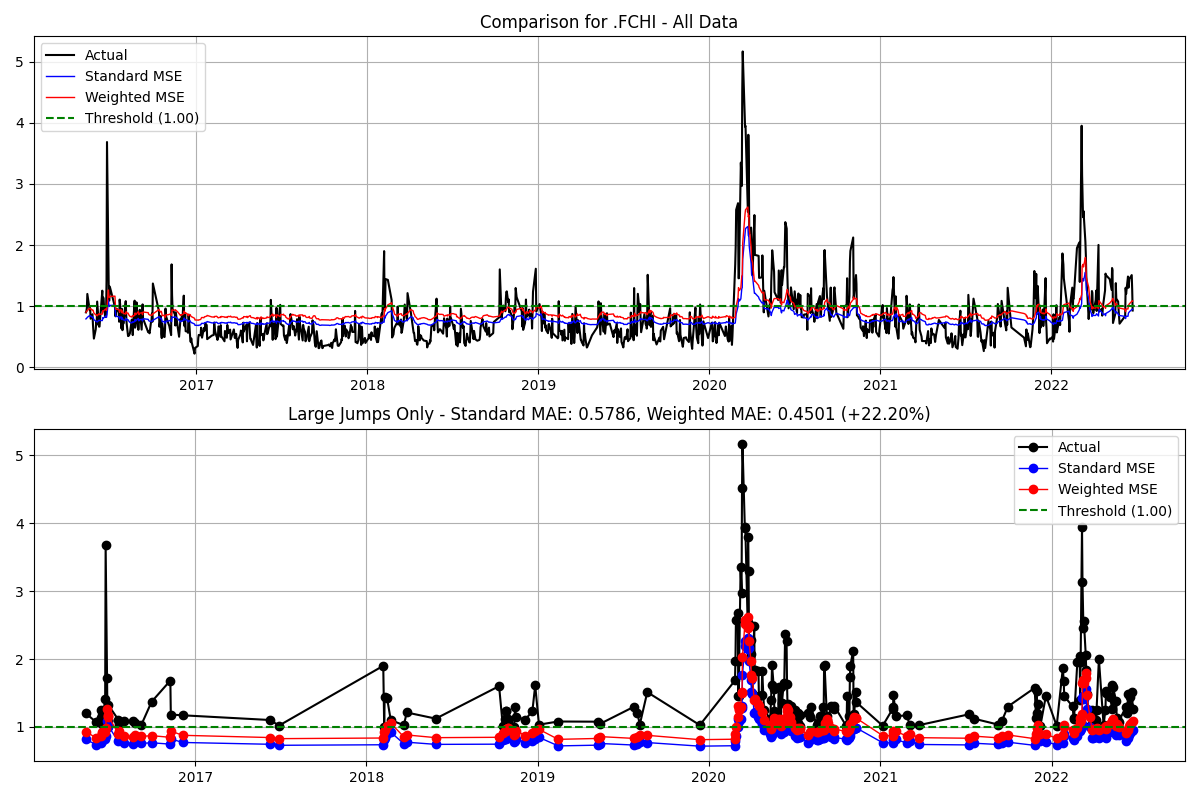 Comparison for .FCHI - All Data
Actual
Standard MSE
Weighted MSE
Threshold (1.00)
5
4
3
2
1
0
2017 2018 2019 2020 2021 2022
Large Jumps Only - Standard MAE: 0.5786, Weighted MAE: 0.4501 (+22.20%)
Actual
Standard MSE
Weighted MSE
Threshold (1.00)
5
4
3
2
1
2017 2018 2019 2020 2021 2022